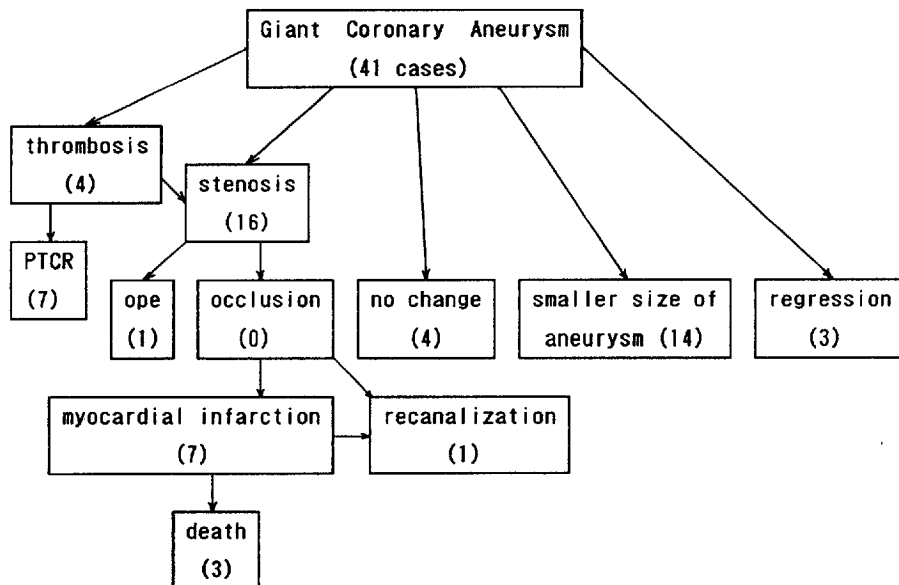 Giant Coronary Aneurysm
(41 cases)
thrombosis
(4)
stenosis
(16)
PTCR
(7)
ope
(1)
occlusion
(0)
no change
(4)
smaller size of
aneurysm (14)
regression
(3)
myocardial infarction
(7)
recanalization
(1)
death
(3)